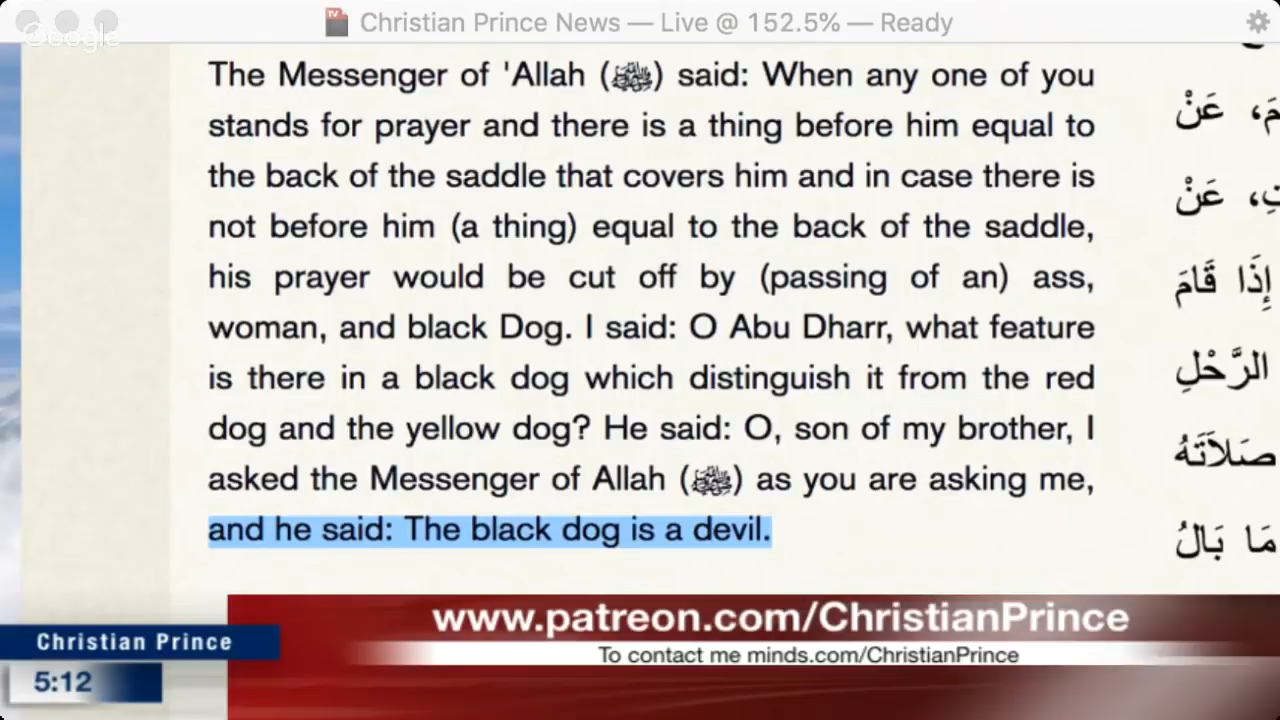 Christian Prince News — Live @ 152.5% — Ready
Google
The Messenger of 'Allah (ﷺ) said: When any one of you
stands for prayer and there is a thing before him equal to
the back of the saddle that covers him and in case there is
not before him (a thing) equal to the back of the saddle,
his prayer would be cut off by (passing of an) ass,
woman, and black Dog. I said: O Abu Dharr, what feature
is there in a black dog which distinguish it from the red
dog and the yellow dog? He said: O, son of my brother, I
asked the Messenger of Allah (ﷺ) as you are asking me,
and he said: The black dog is a devil.
مَ، عَنْ
تِ، عَنْ
إِذَا قَامَ
الرَّحْلِ
صَلاَتَهُ
مَا بَالُ
www.patreon.com/ChristianPrince
To contact me minds.com/ChristianPrince
Christian Prince
5:12